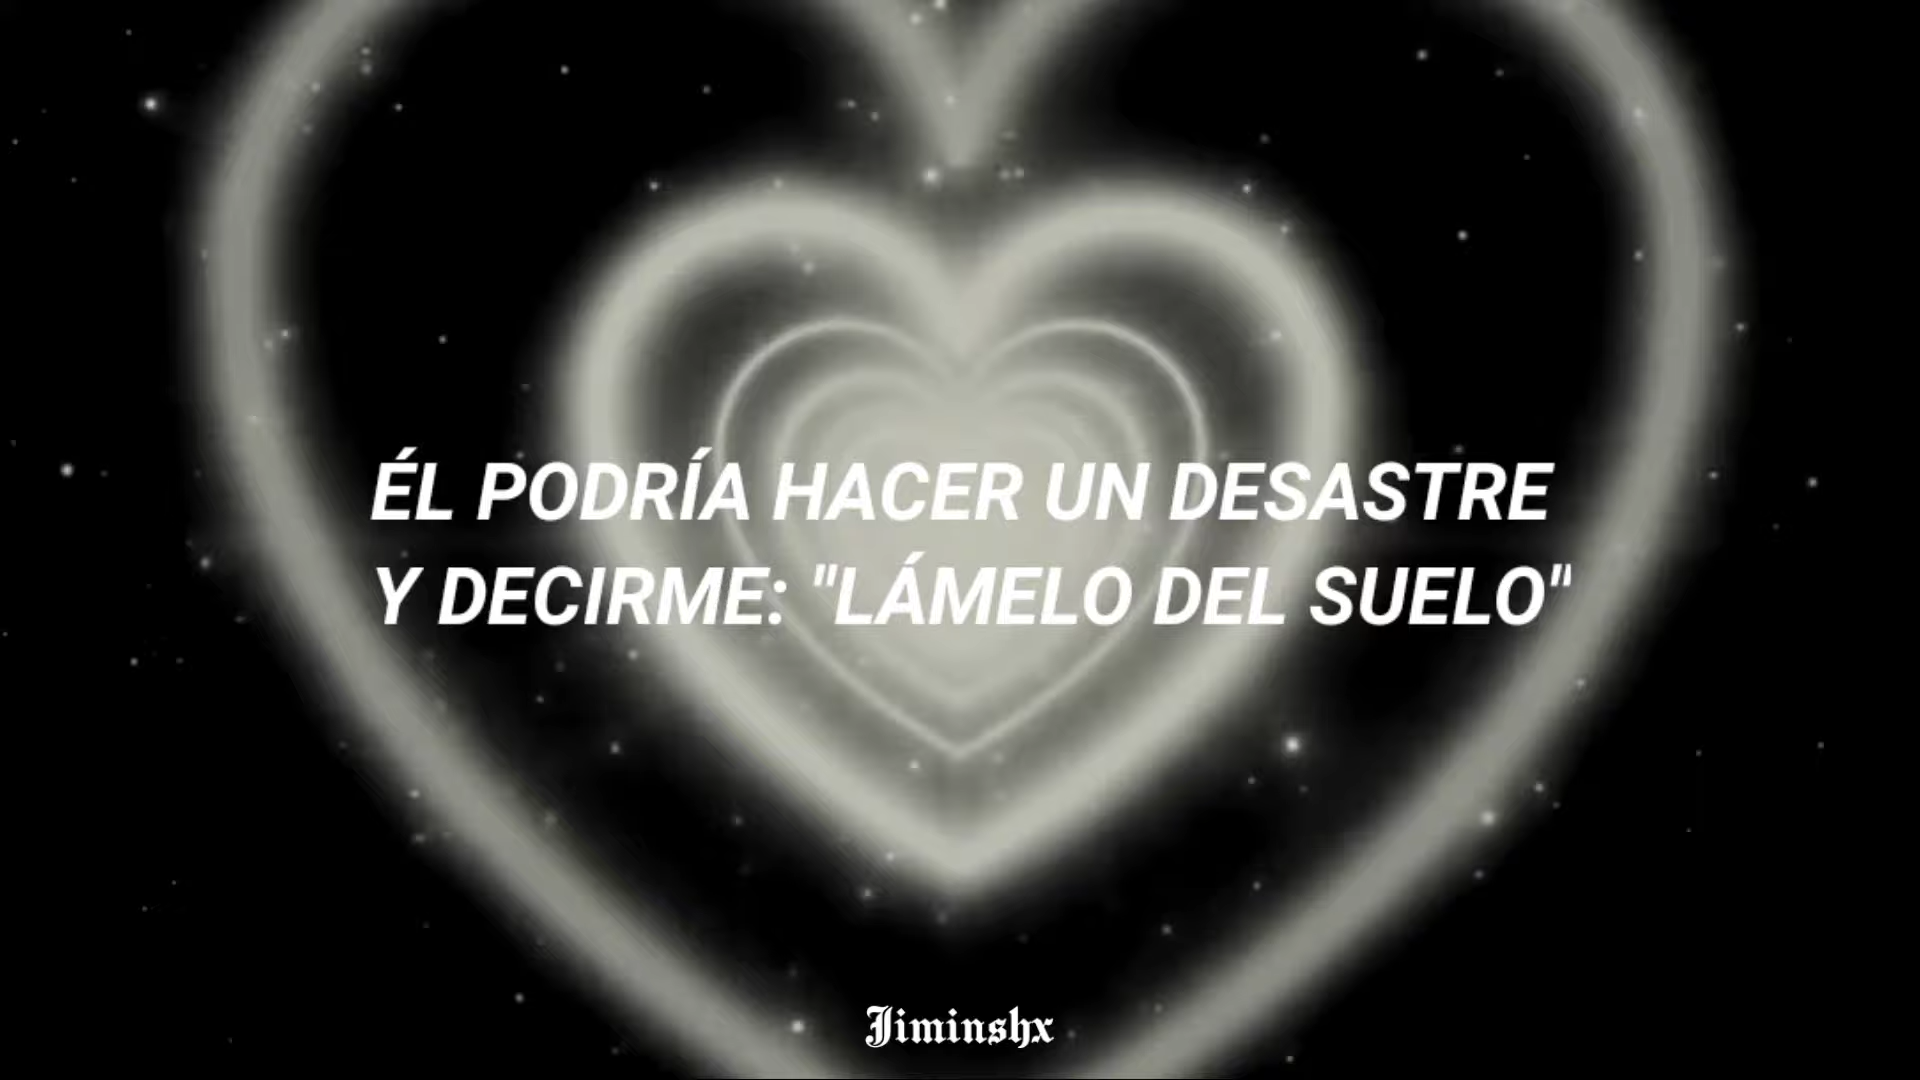 ÉL PODRÍA HACER UN DESASTRE
Y DECIRME: "LÁMELO DEL SUELO"
Jiminshx